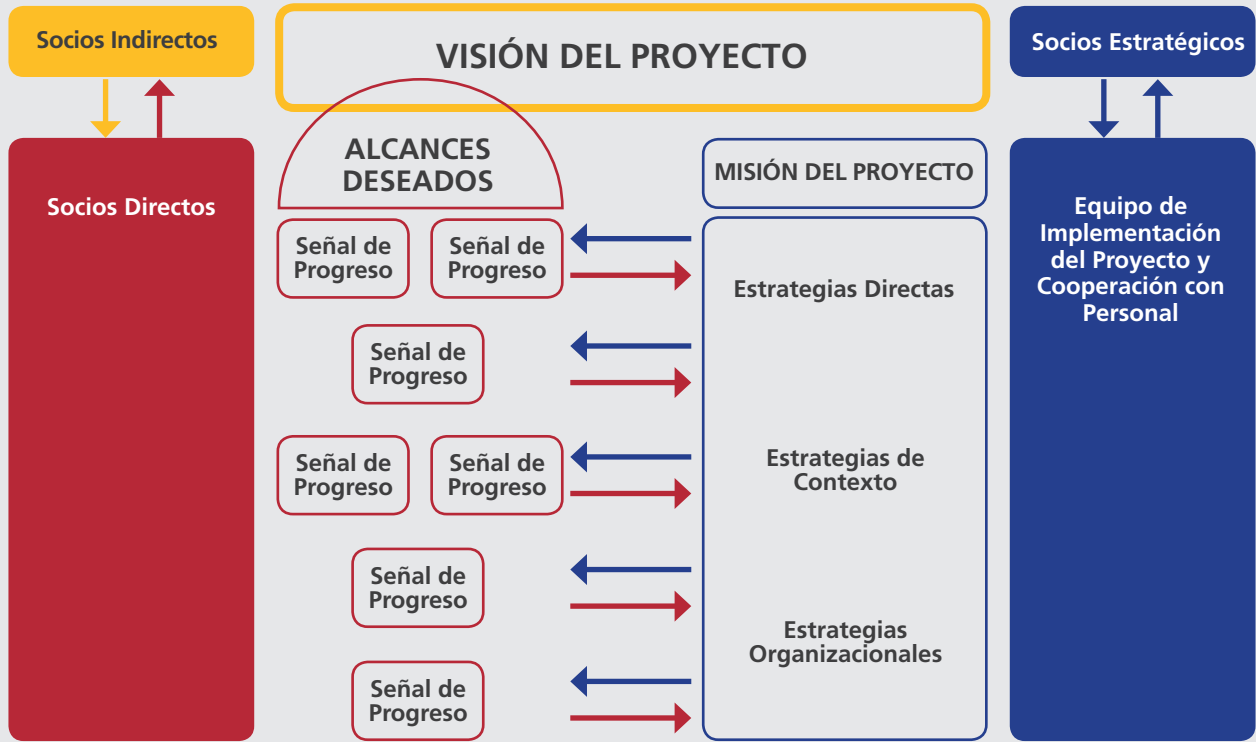 Socios Indirectos
VISIÓN DEL PROYECTO
Socios Estratégicos
Socios Directos
ALCANCES
DESEADOS
MISIÓN DEL PROYECTO
Equipo de
Implementación
del Proyecto y
Cooperación con
Personal
Señal de
Progreso
Señal de
Progreso
Estrategias Directas
Señal de
Progreso
Señal de
Progreso
Señal de
Progreso
Estrategias de
Contexto
Señal de
Progreso
Estrategias
Organizacionales
Señal de
Progreso